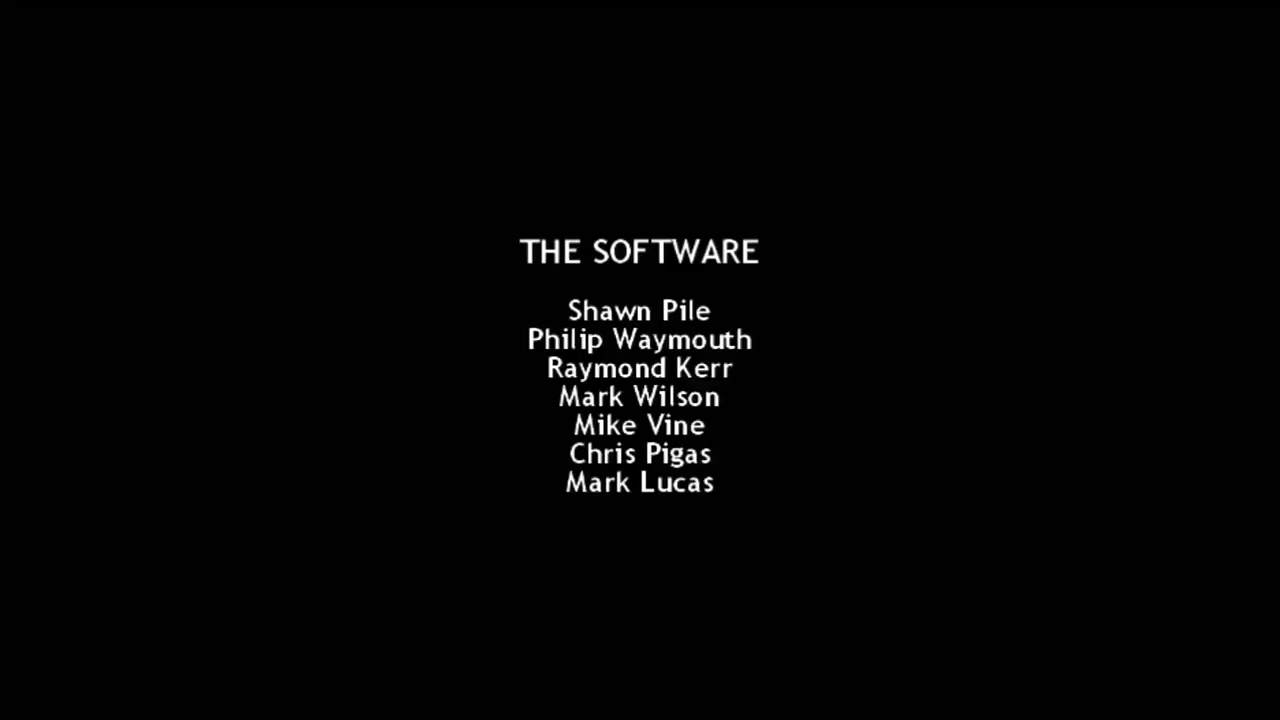 THE SOFTWARE
Shawn Pile
Philip Waymouth
Raymond Kerr
Mark Wilson
Mike Vine
Chris Pigas
Mark Lucas